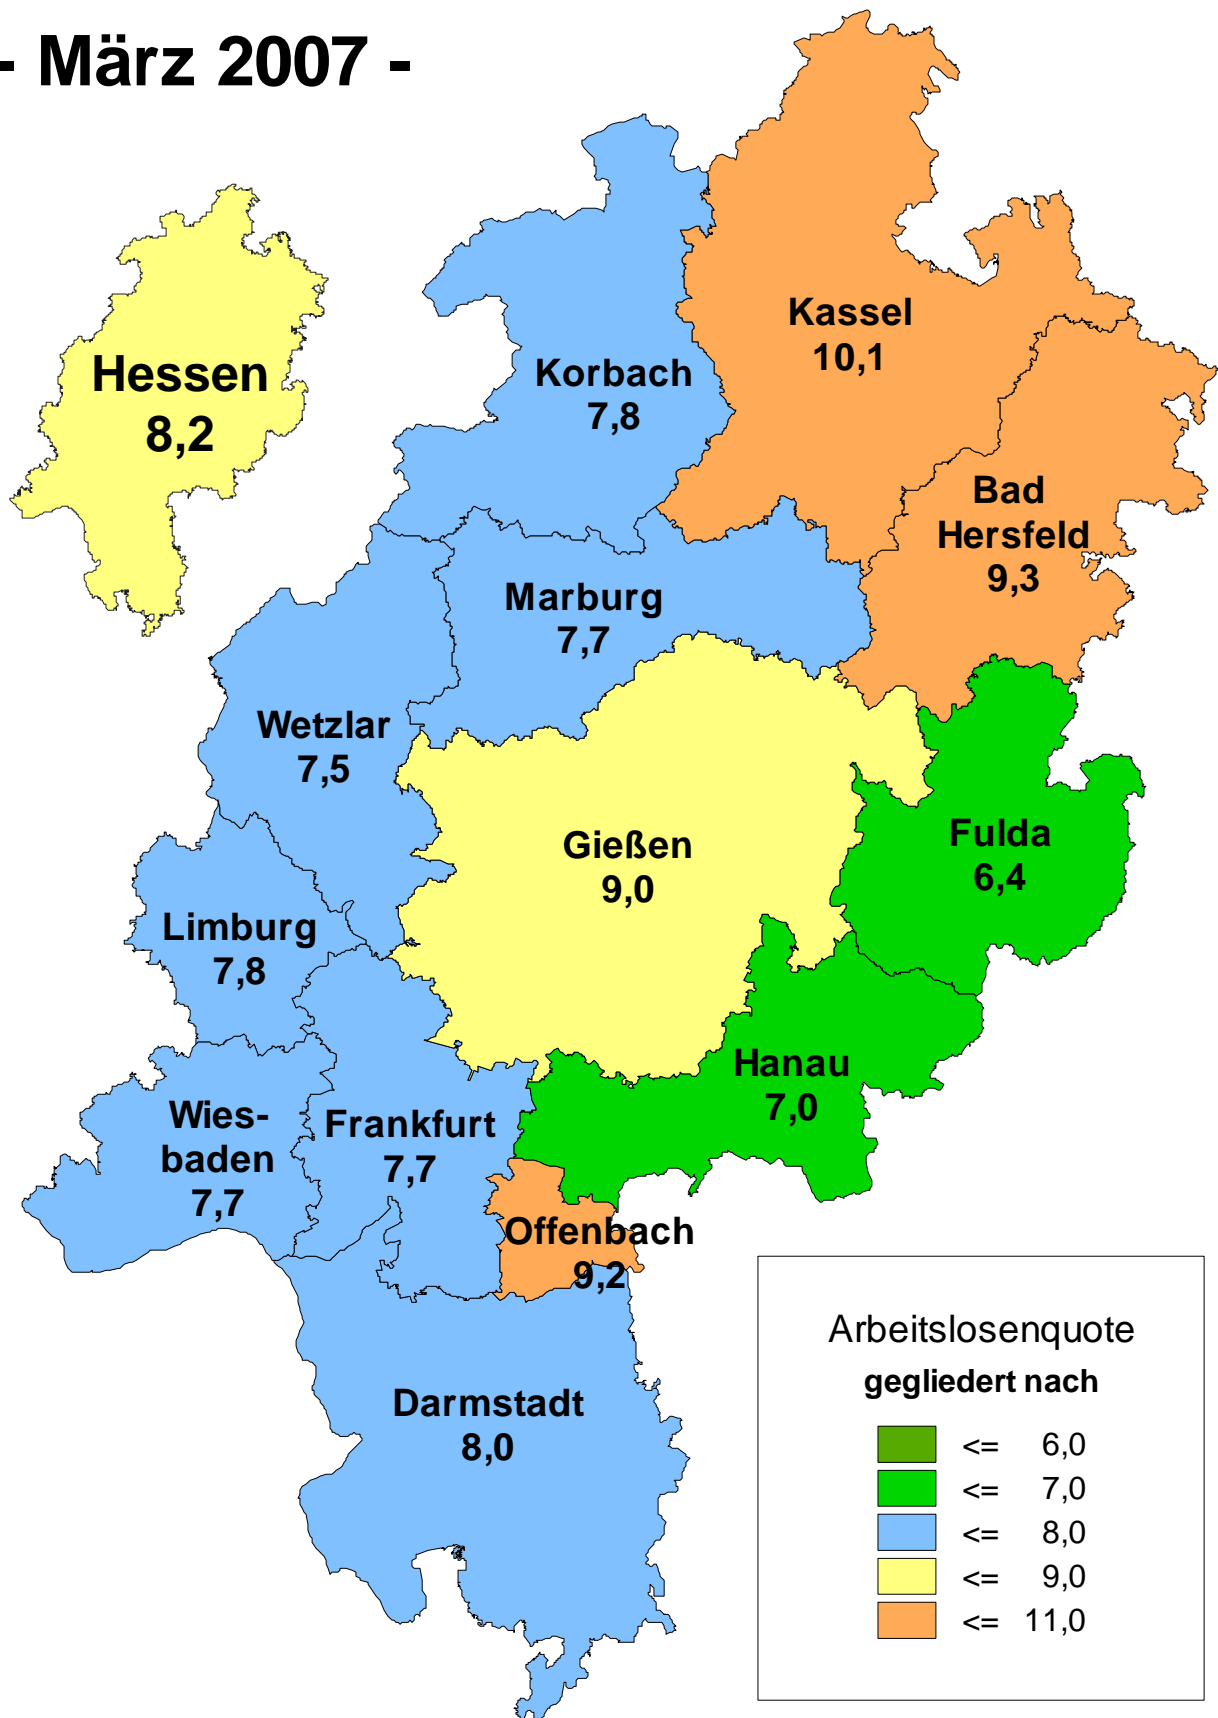 - März 2007 -
Hessen
8,2
Kassel
10,1
Korbach
7,8
Bad
Hersfeld
9,3
Marburg
7,7
Wetzlar
7,5
Gießen
9,0
Fulda
6,4
Limburg
7,8
Hanau
7,0
Wies-
baden
7,7
Frankfurt
7,7
Offenbach
9,2
Darmstadt
8,0
Arbeitslosenquote
gegliedert nach
<= 6,0
<= 7,0
<= 8,0
<= 9,0
<= 11,0